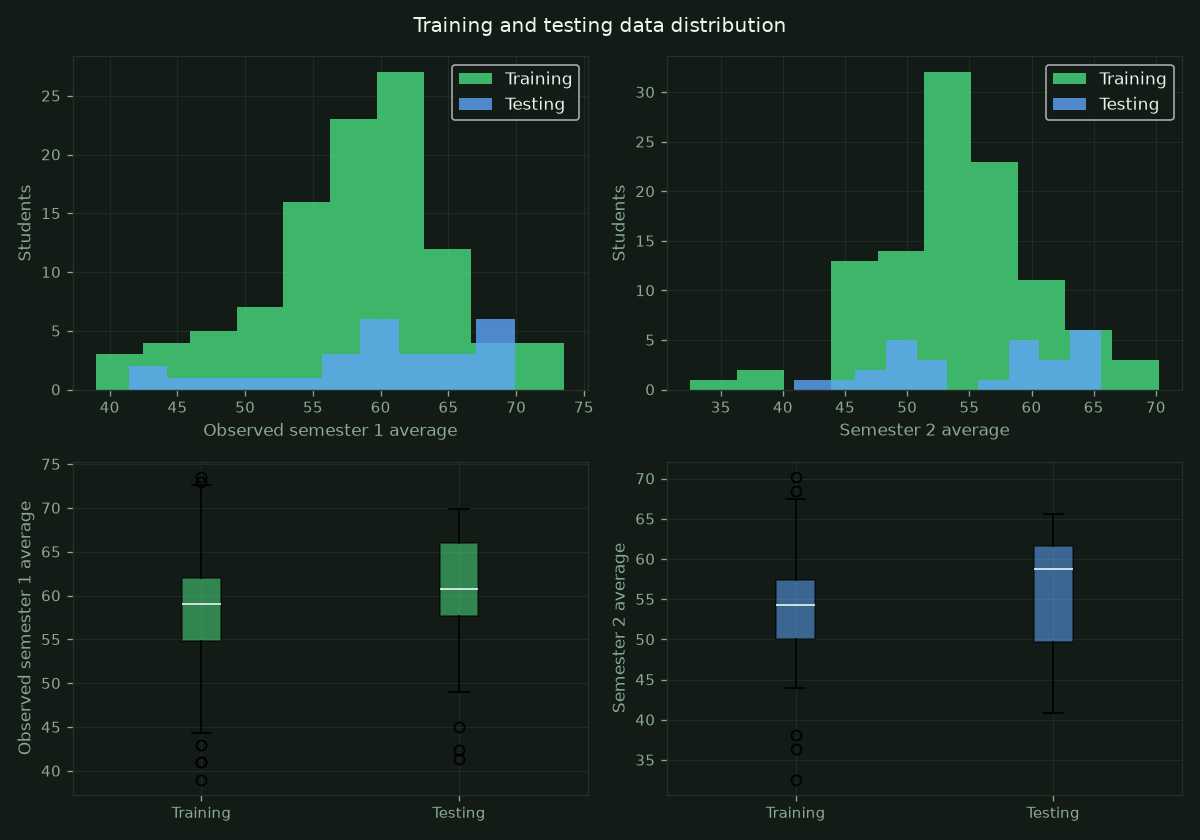 Training and testing data distribution
Training
Testing
25
20
15
10
5
0
Students
40 45 50 55 60 65 70 75
Observed semester 1 average
Training
Testing
30
25
20
15
10
5
0
Students
35 40 45 50 55 60 65 70
Semester 2 average
75
70
65
60
55
50
45
40
Observed semester 1 average
Training Testing
70
65
60
55
50
45
40
35
Semester 2 average
Training Testing